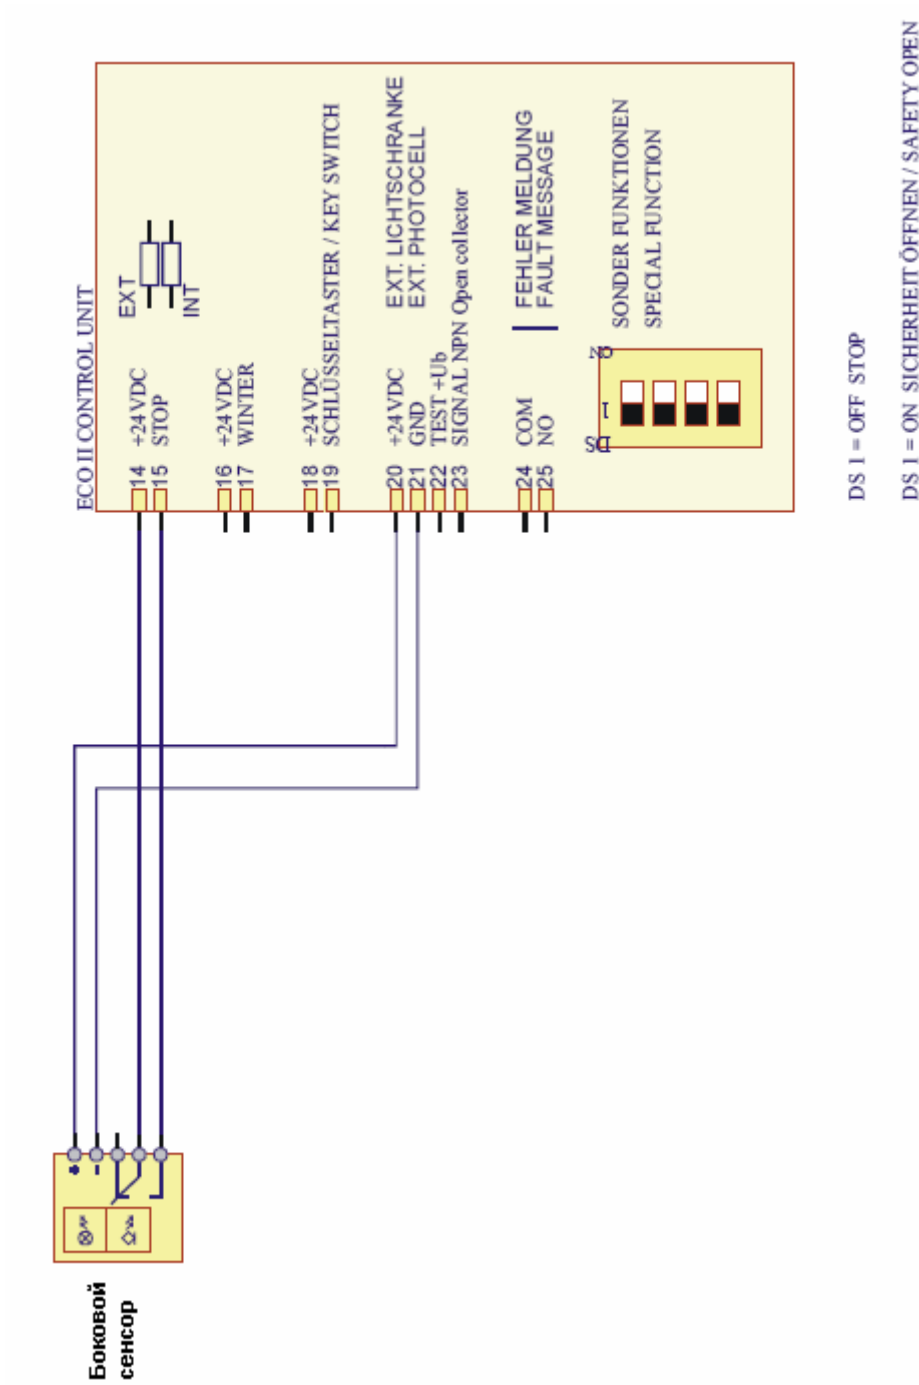 ECO II CONTROL UNIT
EXT
INT
14 +24VDC
15 STOP
16 +24VDC
17 WINTER
18 +24VDC
19 SCHLÜSSELTASTER / KEY SWITCH
20 +24VDC
21 GND
22 TEST +Ub
23 SIGNAL NPN Open collector
EXT. LICHTSCHRANKE
EXT. PHOTOCELL
24 COM
25 NO
FEHLER MELDUNG
FAULT MESSAGE
SONDER FUNKTIONEN
SPECIAL FUNCTION
ON
1
DS
DS 1 = OFF STOP
DS 1 = ON SICHERHEIT ÖFFNEN / SAFETY OPEN
+
-
Боковой
сенсор